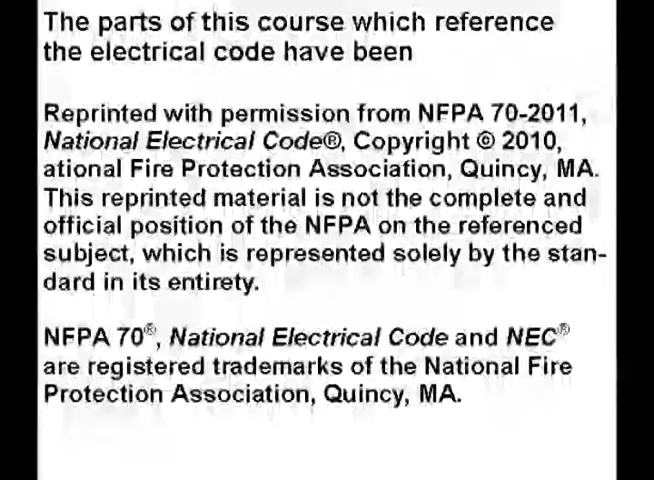 The parts of this course which reference
the electrical code have been
Reprinted with permission from NFPA 70-2011,
National Electrical Code®, Copyright © 2010,
ational Fire Protection Association, Quincy, MA.
This reprinted material is not the complete and
official position of the NFPA on the referenced
subject, which is represented solely by the stan-
dard in its entirety.
NFPA 70®, National Electrical Code and NEC®
are registered trademarks of the National Fire
Protection Association, Quincy, MA.